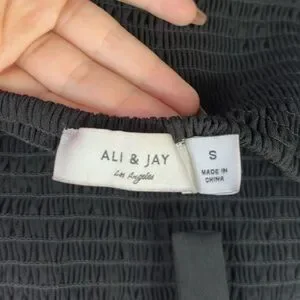 ALI & JAY
Los Angeles
S
MADE IN
CHINA